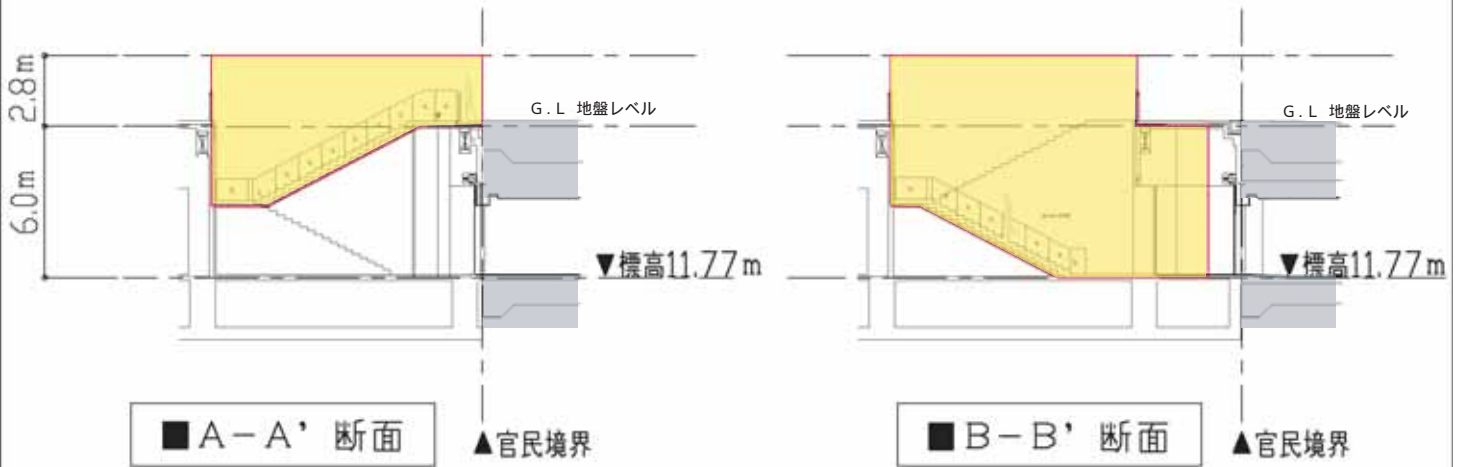 2.8m
6.0m
G.L 地盤レベル
▼標高11.77m
■A-A' 断面
▲官民境界
G.L 地盤レベル
▼標高11.77m
■B-B' 断面
▲官民境界